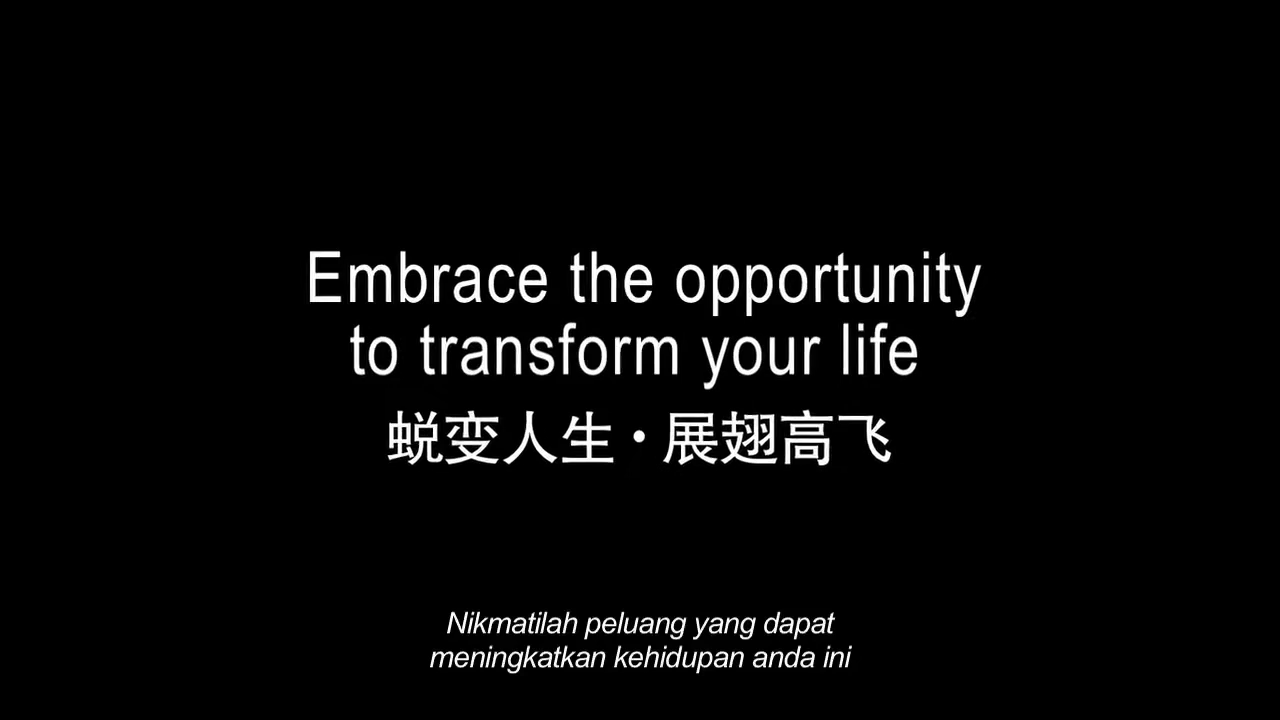 Embrace the opportunity
to transform your life
蜕变人生·展翅高飞
Nikmatilah peluang yang dapat
meningkatkan kehidupan anda ini